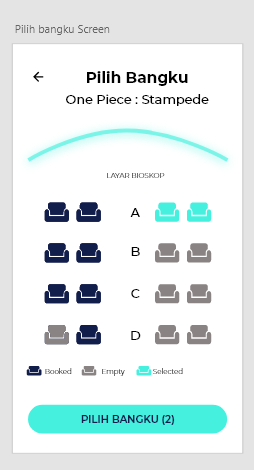 Pilih bangku Screen
Pilih Bangku
One Piece : Stampede
LAYAR BIOSKOP
A
B
C
D
Booked Empty Selected
PILIH BANGKU (2)